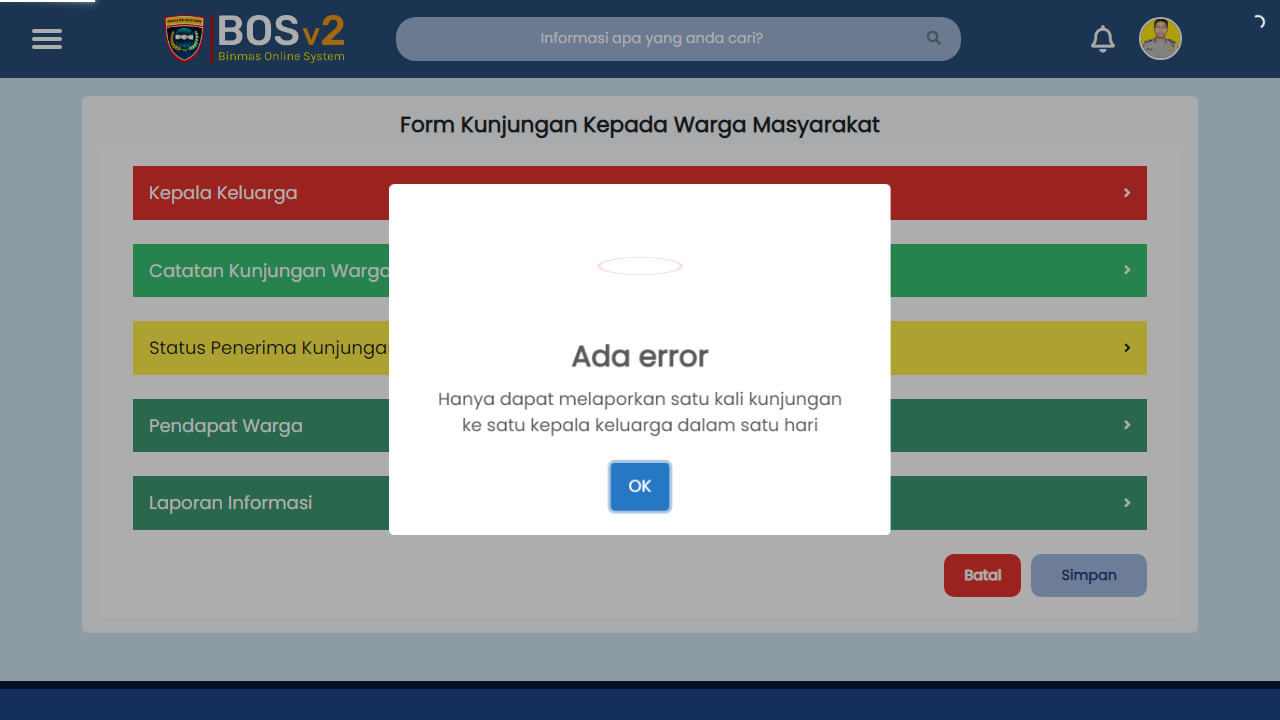 BOSv2
Binmas Online System
Informasi apa yang anda cari?
Form Kunjungan Kepada Warga Masyarakat
Kepala Keluarga
Catatan Kunjungan Warga
Status Penerima
Pendapat Warga
Laporan Informasi
Ada error
Hanya dapat melaporkan satu kali kunjungan
ke satu kepala keluarga dalam satu hari
OK
Batal
Simpan